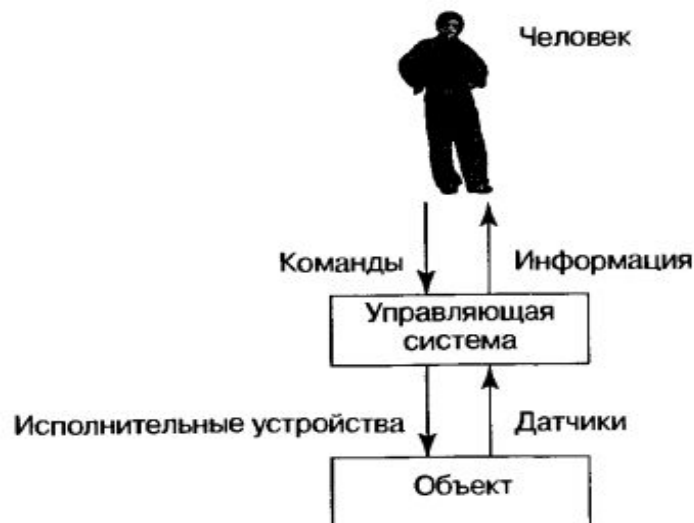 Человек
Команды
Информация
Управляющая
система
Исполнительные устройства
Датчики
Объект